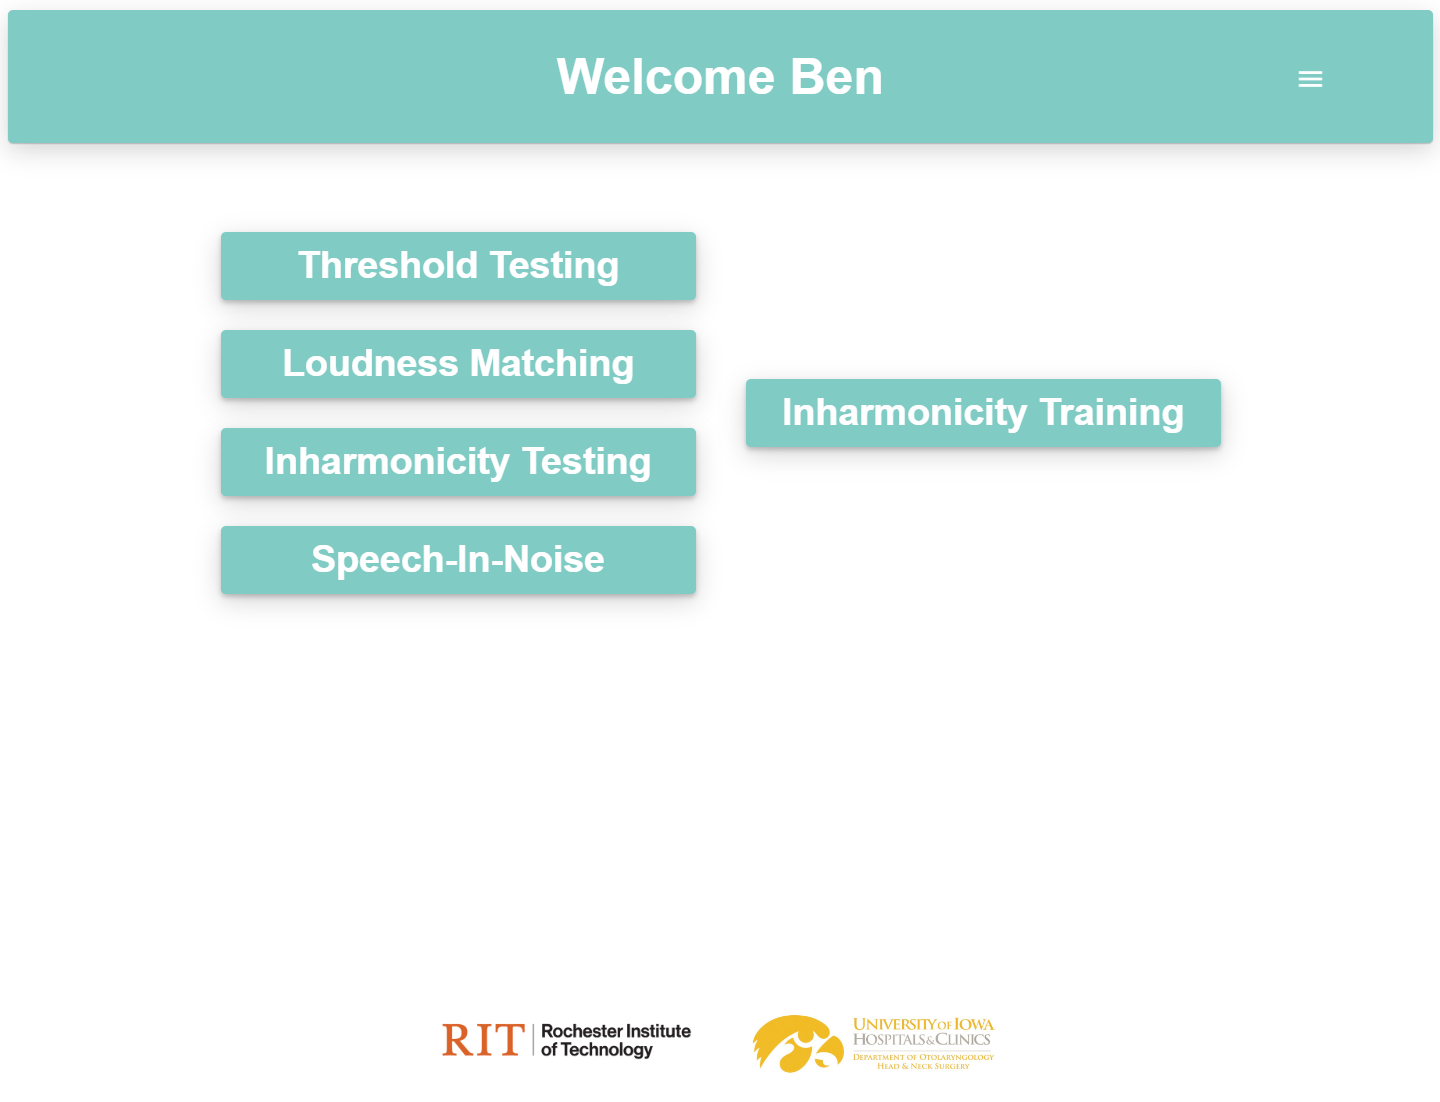 Welcome Ben
Threshold Testing
Loudness Matching
Inharmonicity Testing
Speech-In-Noise
Inharmonicity Training
RIT
Rochester Institute
of Technology
UNIVERSITY OF IOWA
HOSPITALS & CLINICS
DEPARTMENT OF OTOLARYNGOLOGY
HEAD & NECK SURGERY